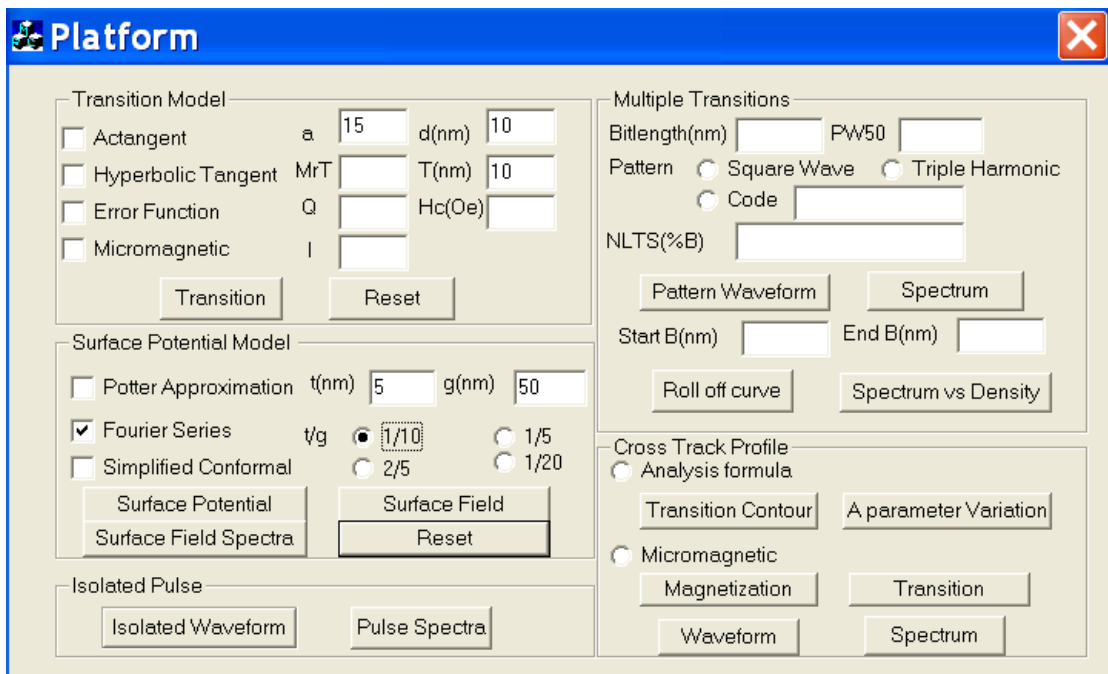 Platform
Transition Model
Actangent a 15 d(nm) 10
Hyperbolic Tangent MrT T(nm) 10
Error Function Q Hc(Oe)
Micromagnetic l
Transition Reset
Surface Potential Model
Potter Approximation t(nm) 5 g(nm) 50
Fourier Series t/g 1/10 1/5
Simplified Conformal 2/5 1/20
Surface Potential Surface Field
Surface Field Spectra Reset
Isolated Pulse
Isolated Waveform Pulse Spectra
Multiple Transitions
Bitlength(nm) PW50
Pattern Square Wave Triple Harmonic
Code
NLTS(%B)
Pattern Waveform Spectrum
Start B(nm) End B(nm)
Roll off curve Spectrum vs Density
Cross Track Profile
Analysis formula
Transition Contour A parameter Variation
Micromagnetic
Magnetization Transition
Waveform Spectrum